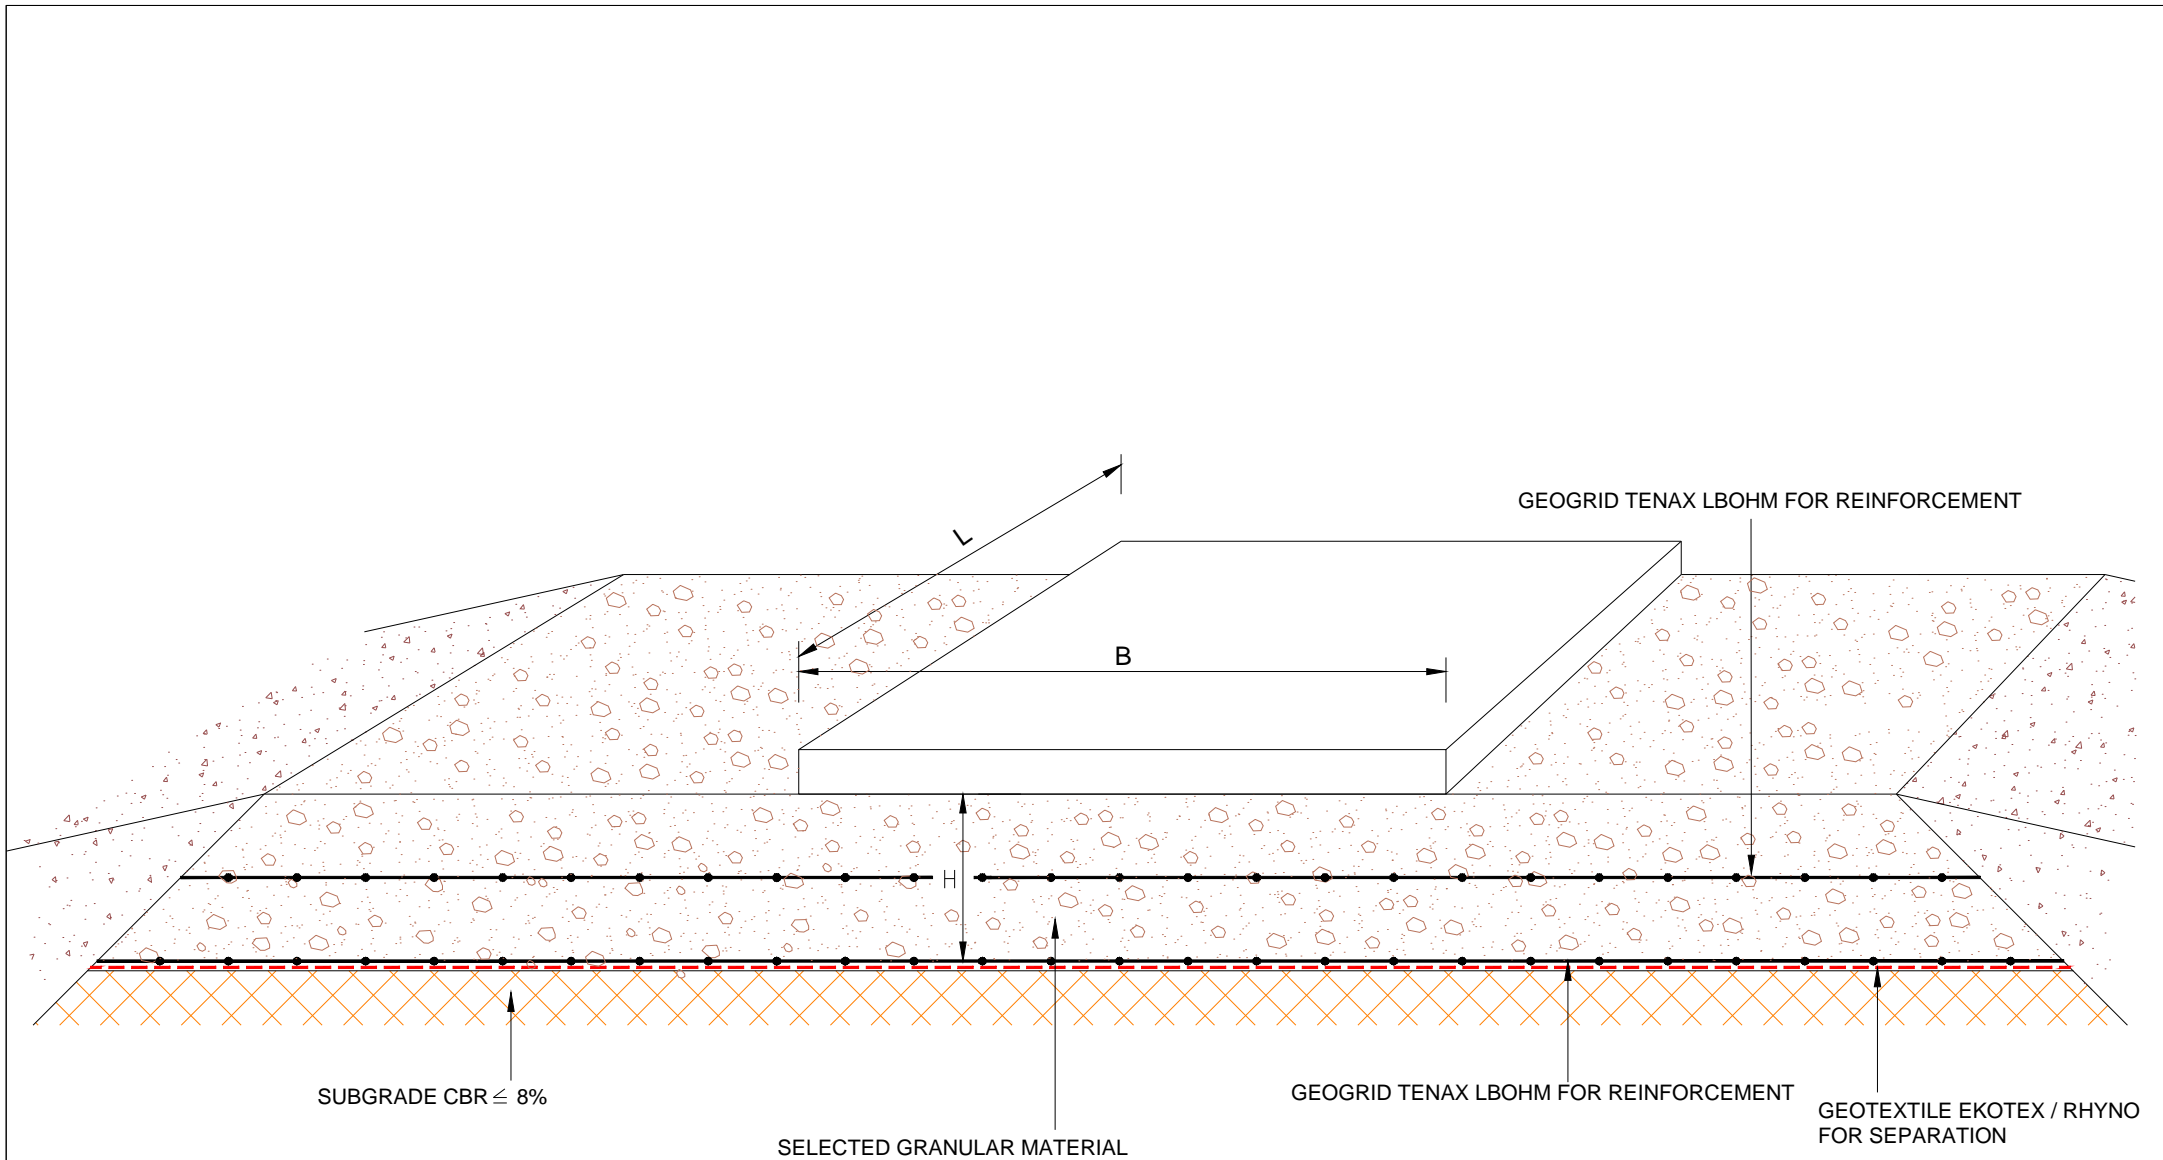 GEOGRID TENAX LBOHM FOR REINFORCEMENT
L
B
H
SUBGRADE CBR ≤ 8%
GEOGRID TENAX LBOHM FOR REINFORCEMENT
GEOTEXTILE EKOTEX / RHYNO
FOR SEPARATION
SELECTED GRANULAR MATERIAL